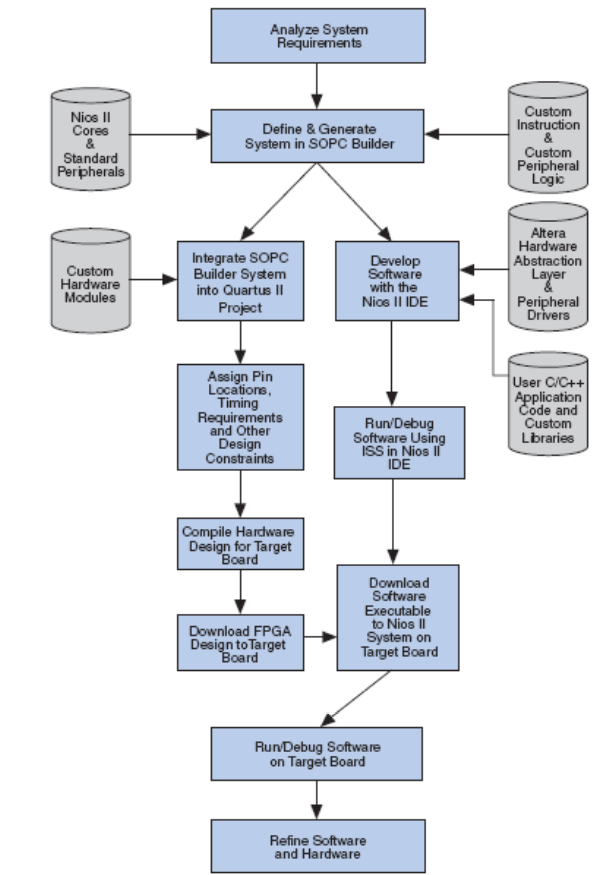 Analyze System
Requirements
Nios II
Cores
&
Standard
Peripherals
Define & Generate
System in SOPC Builder
Custom
Instruction
&
Custom
Peripheral
Logic
Custom
Hardware
Modules
Integrate SOPC
Builder System
into Quartus II
Project
Develop
Software
with the
Nios II IDE
Altera
Hardware
Abstraction
Layer
&
Peripheral
Drivers
Assign Pin
Locations,
Timing
Requirements
and Other
Design
Constraints
Run/Debug
Software Using
ISS in Nios II
IDE
User C/C++
Application
Code and
Custom
Libraries
Compile Hardware
Design for Target
Board
Download FPGA
Design toTarget
Board
Download
Software
Executable
to Nios II
System on
Target Board
Run/Debug Software
on Target Board
Refine Software
and Hardware